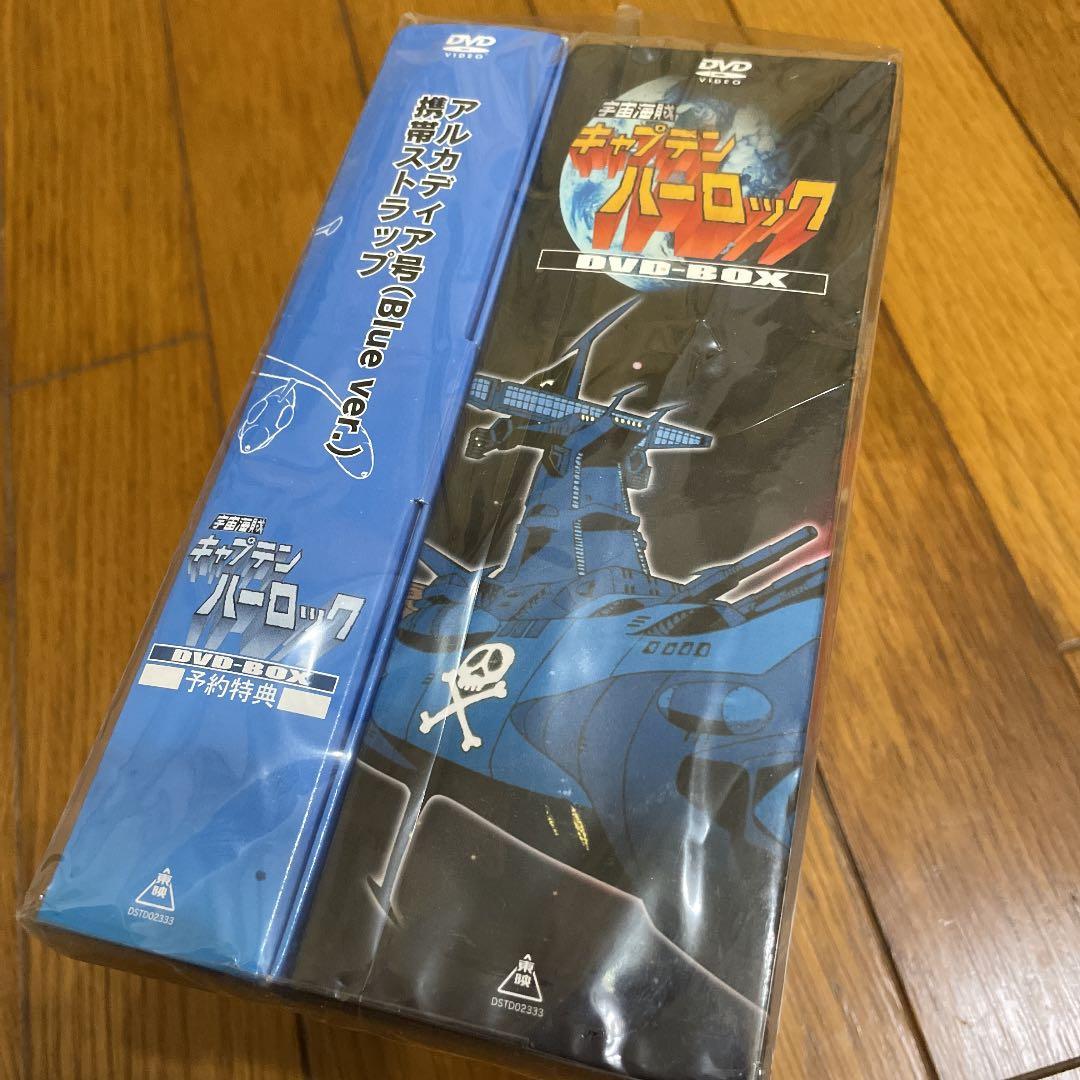 DVD
VIDEO
アルカディア号(Blue ver.)
携帯ストラップ
宇宙海賊
キャプテン
ハーロック
DVD-BOX
予約特典
東映
DSTD02333
DVD
VIDEO
宇宙海賊
キャプテン
ハーロック
DVD-BOX
東映
DSTD02333